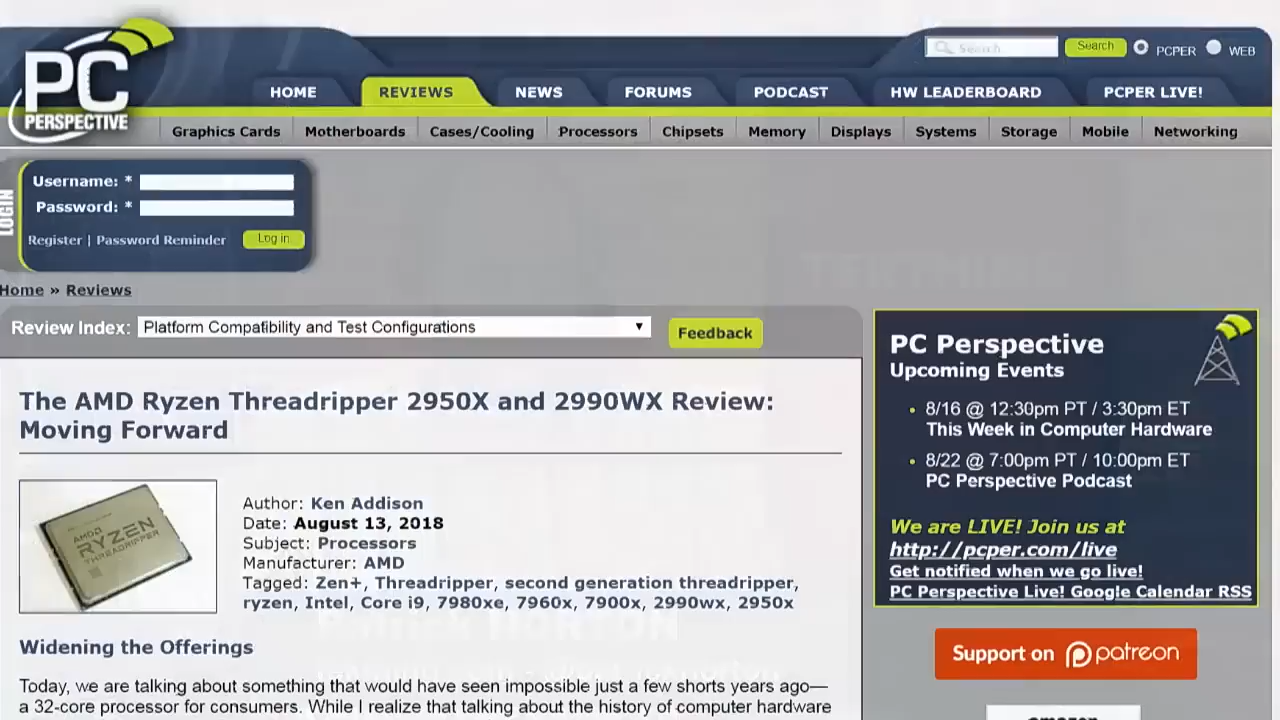 PC
PERSPECTIVE
Search...
Search
PCPER
WEB
HOME
REVIEWS
NEWS
FORUMS
PODCAST
HW LEADERBOARD
PCPER LIVE!
Graphics Cards
Motherboards
Cases/Cooling
Processors
Chipsets
Memory
Displays
Systems
Storage
Mobile
Networking
LOGIN
Username: *
Password: *
Register | Password Reminder
Log in
Home » Reviews
Review Index:
Platform Compatibility and Test Configurations
Feedback
The AMD Ryzen Threadripper 2950X and 2990WX Review:
Moving Forward
AMD
RYZEN
THREADRIPPER
Author: Ken Addison
Date: August 13, 2018
Subject: Processors
Manufacturer: AMD
Tagged: Zen+, Threadripper, second generation threadripper,
ryzen, Intel, Core i9, 7980xe, 7960x, 7900x, 2990wx, 2950x
Widening the Offerings
Today, we are talking about something that would have seen impossible just a few shorts years ago—
a 32-core processor for consumers. While I realize that talking about the history of computer hardware
PC Perspective
Upcoming Events
• 8/16 @ 12:30pm PT / 3:30pm ET
This Week in Computer Hardware
• 8/22 @ 7:00pm PT / 10:00pm ET
PC Perspective Podcast
We are LIVE! Join us at
http://pcper.com/live
Get notified when we go live!
PC Perspective Live! Google Calendar RSS
Support on patreon
amazon